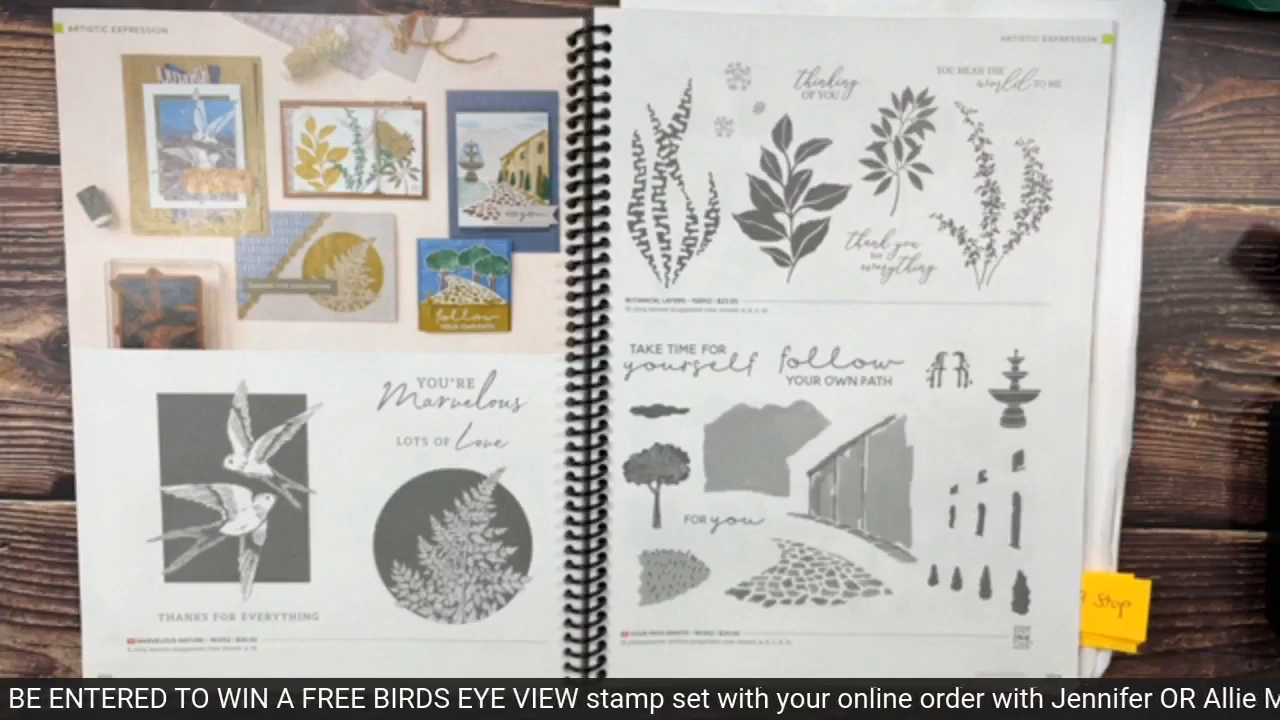 ARTISTIC EXPRESSION
follow
YOUR OWN PATH
YOU'RE
Marvelous
LOTS OF Love
THANKS FOR EVERYTHING
ARTISTIC EXPRESSION
thinking
OF YOU
YOU MEAN THE
world TO ME
thank you
for
everything
TAKE TIME FOR
yourself
follow
YOUR OWN PATH
FOR you
BE ENTERED TO WIN A FREE BIRDS EYE VIEW stamp set with your online order with Jennifer OR Allie M